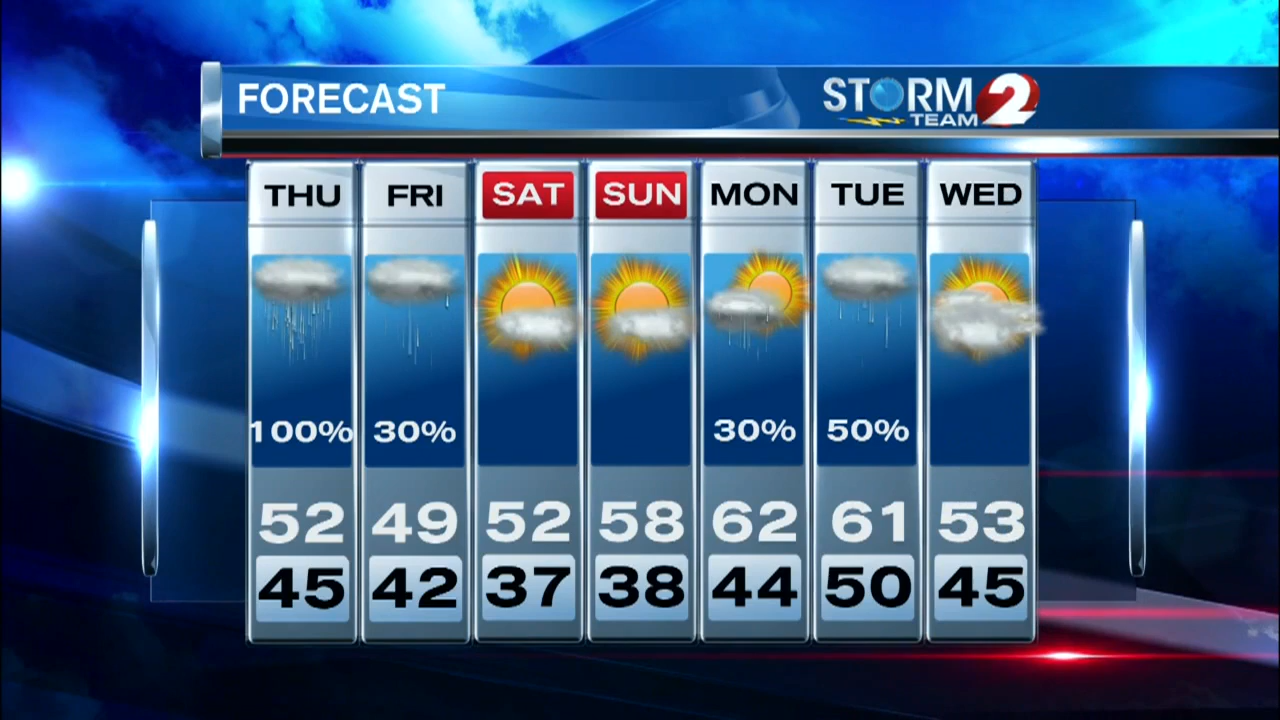 FORECAST
STORM
TEAM 2
THU FRI SAT SUN MON TUE WED
100% 30% 30% 50%
52 49 52 58 62 61 53
45 42 37 38 44 50 45